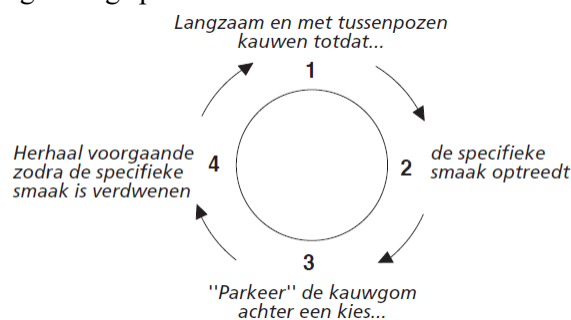 Langzaam en met tussenpozen
kauwen totdat...
1
2
de specifieke
smaak optreedt
3
"Parkeer" de kauwgom
achter een kies...
4
Herhaal voorgaande
zodra de specifieke
smaak is verdwenen